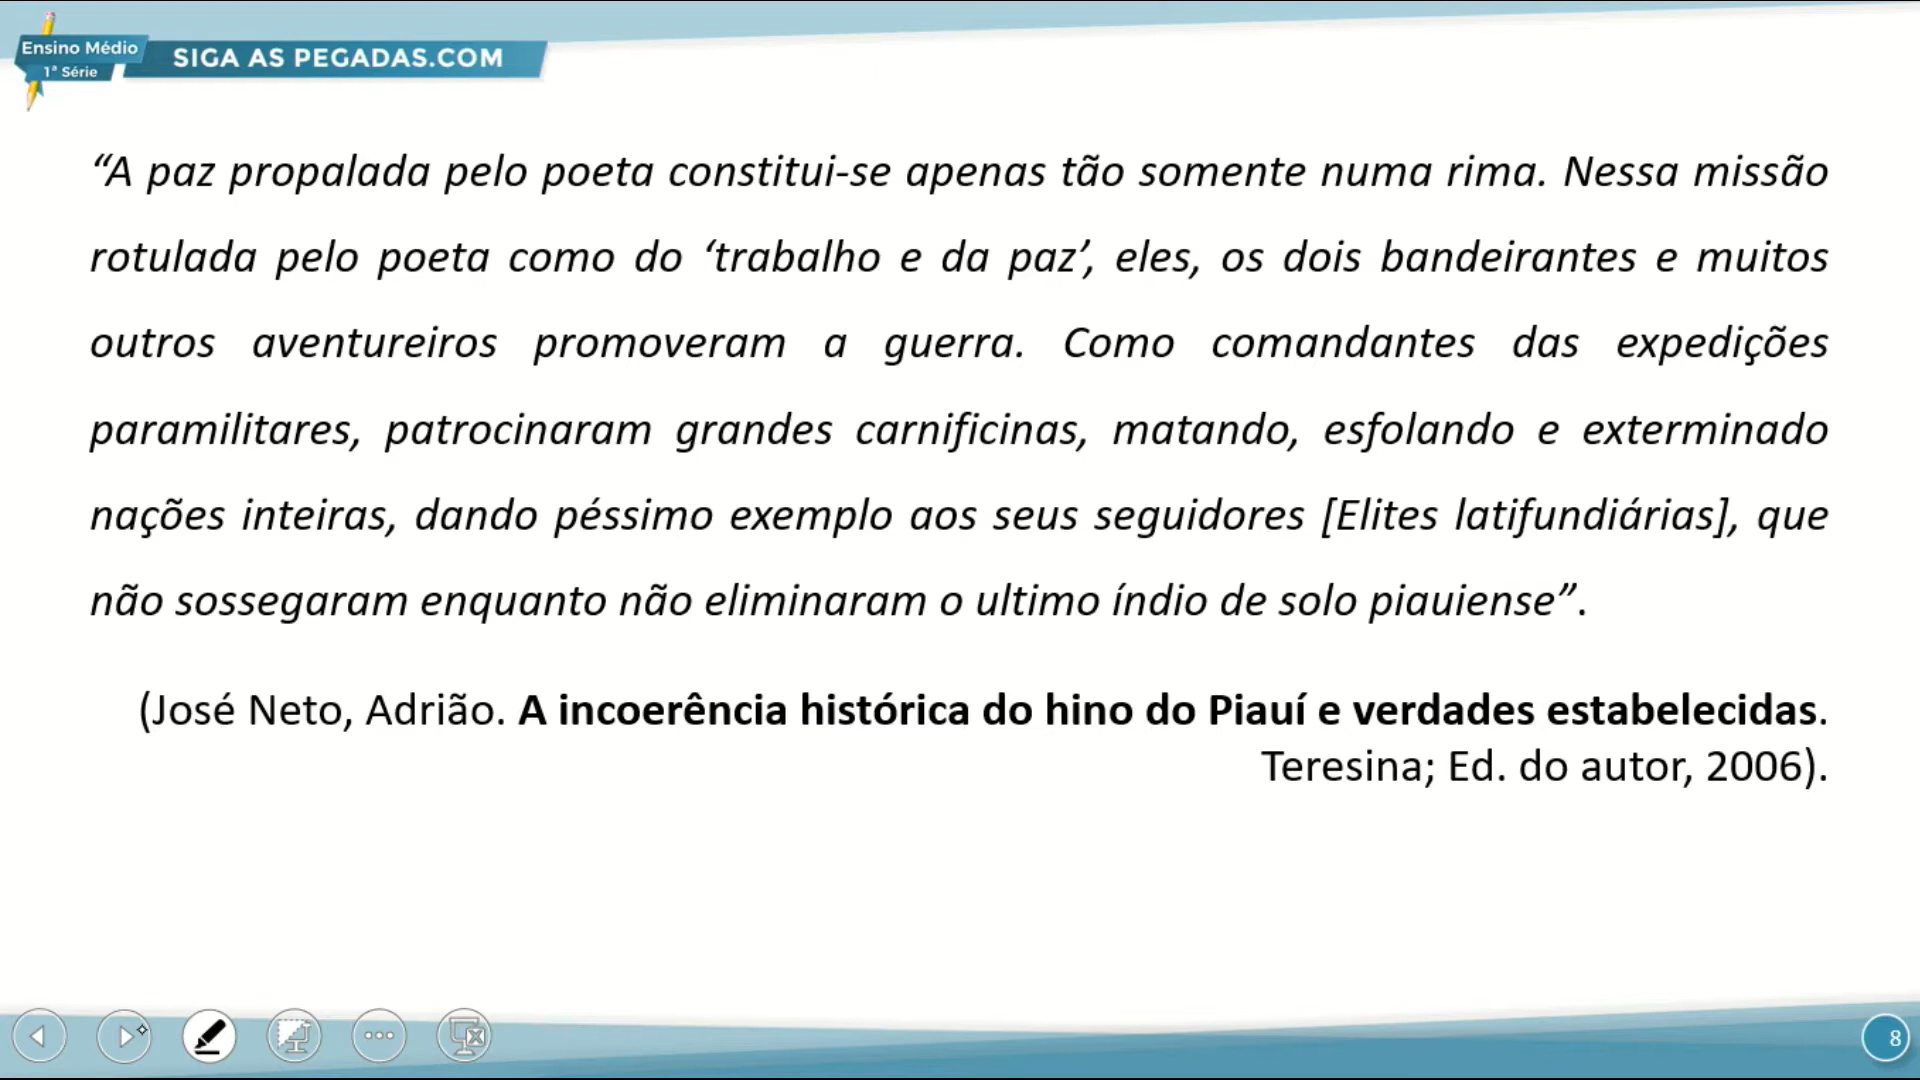 Ensino Médio
1ª Série
SIGA AS PEGADAS.COM
“A paz propalada pelo poeta constitui-se apenas tão somente numa rima. Nessa missão
rotulada pelo poeta como do ‘trabalho e da paz’, eles, os dois bandeirantes e muitos
outros aventureiros promoveram a guerra. Como comandantes das expedições
paramilitares, patrocinaram grandes carnificinas, matando, esfolando e exterminado
nações inteiras, dando péssimo exemplo aos seus seguidores [Elites latifundiárias], que
não sossegaram enquanto não eliminaram o ultimo índio de solo piauiense”.
(José Neto, Adrião. A incoerência histórica do hino do Piauí e verdades estabelecidas.
Teresina; Ed. do autor, 2006).
8